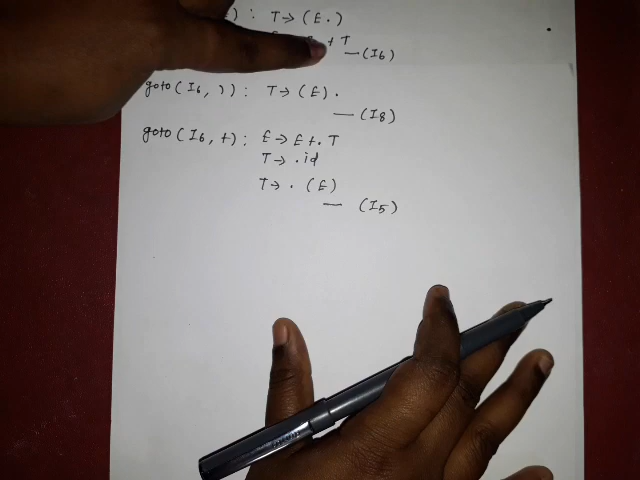 ) : T → (E.)
+ T
— (I6)
goto(I6, )) : T → (E) .
— (I8)
goto(I6, +) : E → E + . T
T → . id
T → . (E)
— (I5)